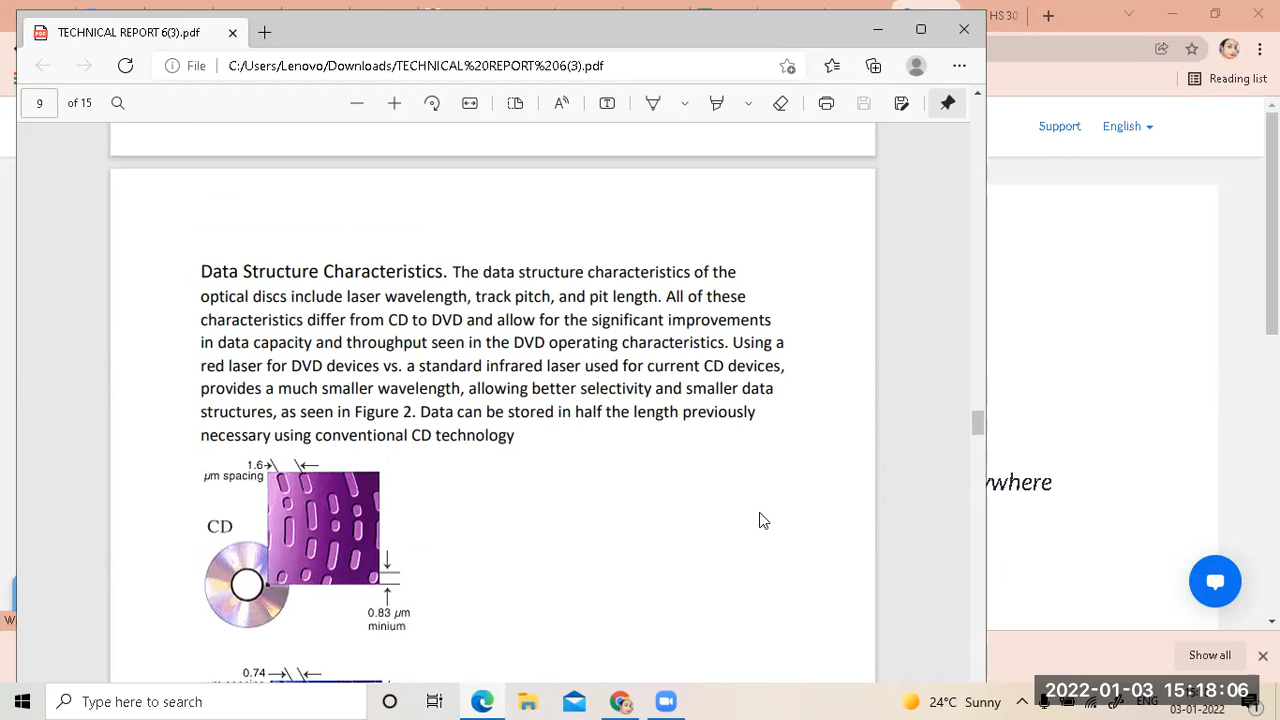 TECHNICAL REPORT 6(3).pdf
HS 30
File
C:/Users/Lenovo/Downloads/TECHNICAL%20REPORT%206(3).pdf
Reading list
9 of 15
Support
English
Data Structure Characteristics. The data structure characteristics of the
optical discs include laser wavelength, track pitch, and pit length. All of these
characteristics differ from CD to DVD and allow for the significant improvements
in data capacity and throughput seen in the DVD operating characteristics. Using a
red laser for DVD devices vs. a standard infrared laser used for current CD devices,
provides a much smaller wavelength, allowing better selectivity and smaller data
structures, as seen in Figure 2. Data can be stored in half the length previously
necessary using conventional CD technology
1.6
µm spacing
CD
0.83 µm
minium
0.74
ywhere
Show all
Type here to search
24°C Sunny
ENG
2022-01-03 15:18:06
03-01-2022